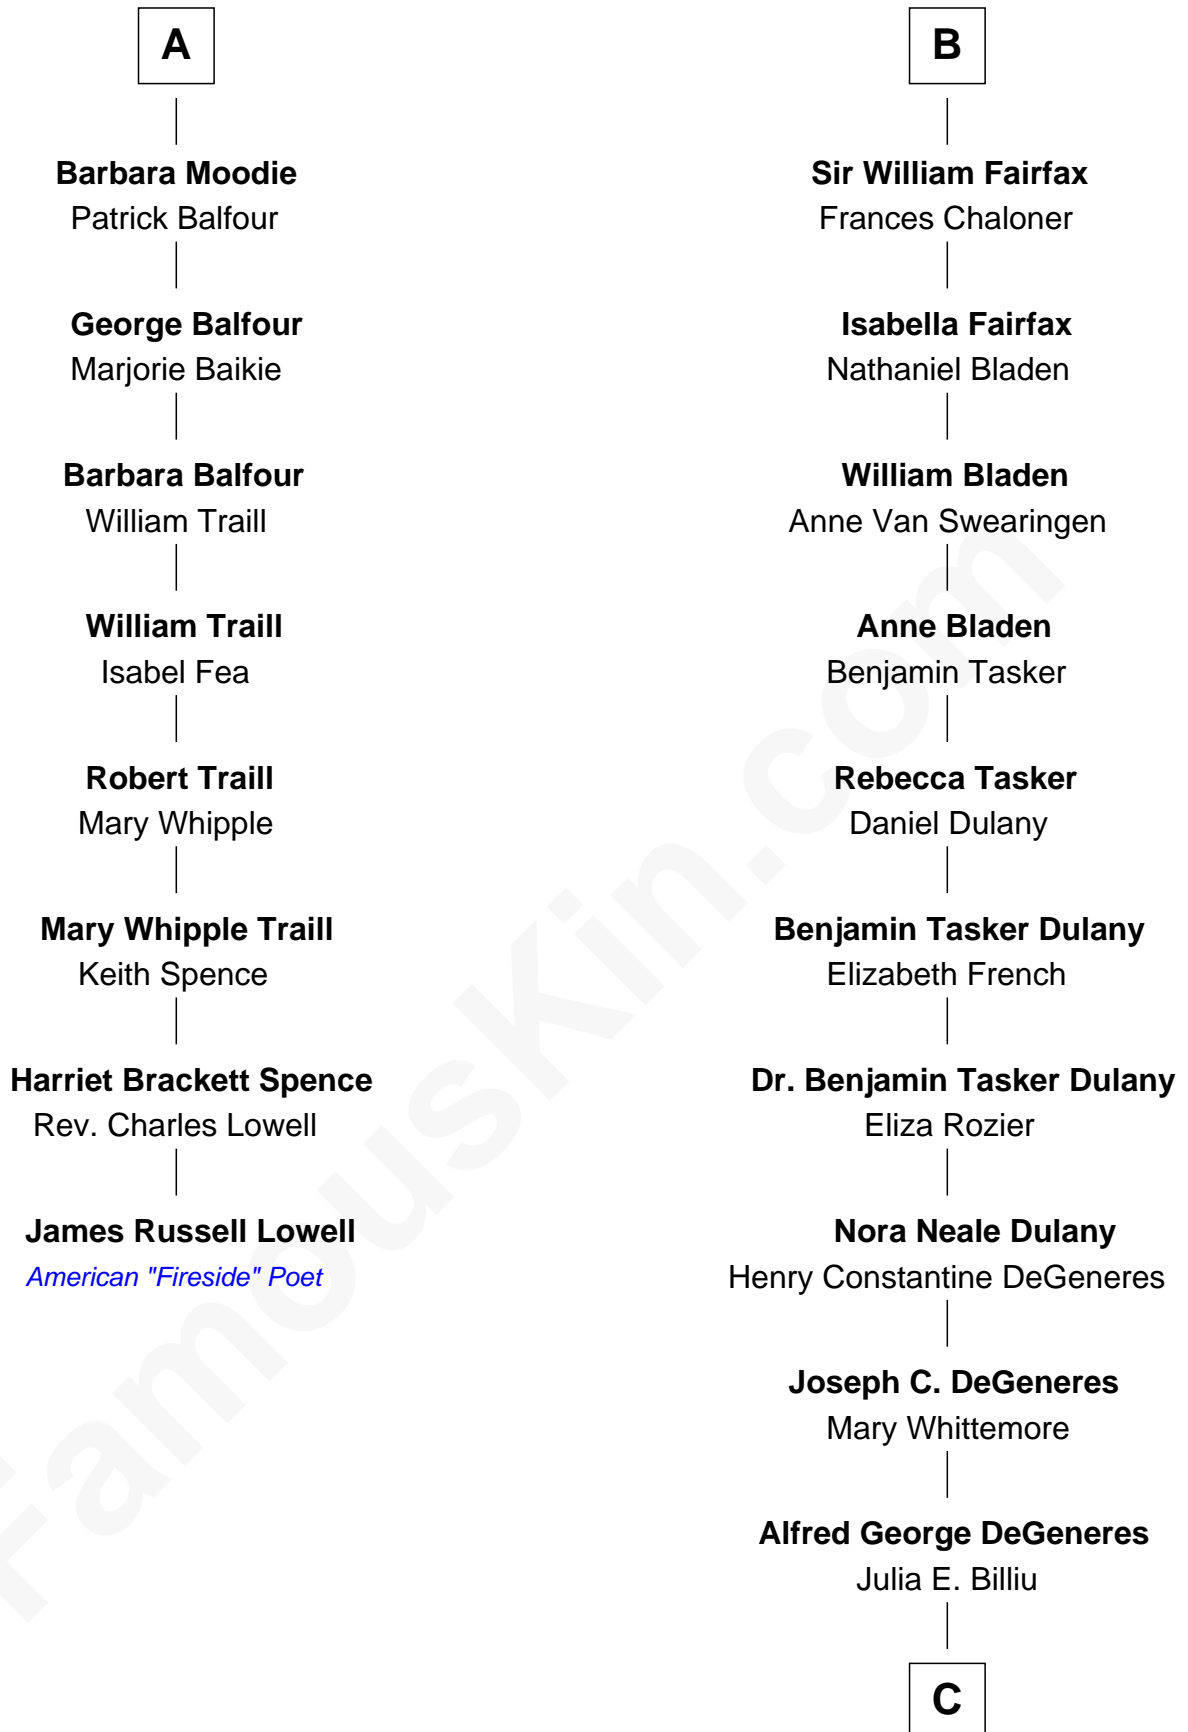 A
Barbara Moodie
Patrick Balfour
George Balfour
Marjorie Baikie
Barbara Balfour
William Traill
William Traill
Isabel Fea
Robert Traill
Mary Whipple
Mary Whipple Traill
Keith Spence
Harriet Brackett Spence
Rev. Charles Lowell
James Russell Lowell
American "Fireside" Poet
B
Sir William Fairfax
Frances Chaloner
Isabella Fairfax
Nathaniel Bladen
William Bladen
Anne Van Swearingen
Anne Bladen
Benjamin Tasker
Rebecca Tasker
Daniel Dulany
Benjamin Tasker Dulany
Elizabeth French
Dr. Benjamin Tasker Dulany
Eliza Rozier
Nora Neale Dulany
Henry Constantine DeGeneres
Joseph C. DeGeneres
Mary Whittemore
Alfred George DeGeneres
Julia E. Billiu
C
FamousKin.com